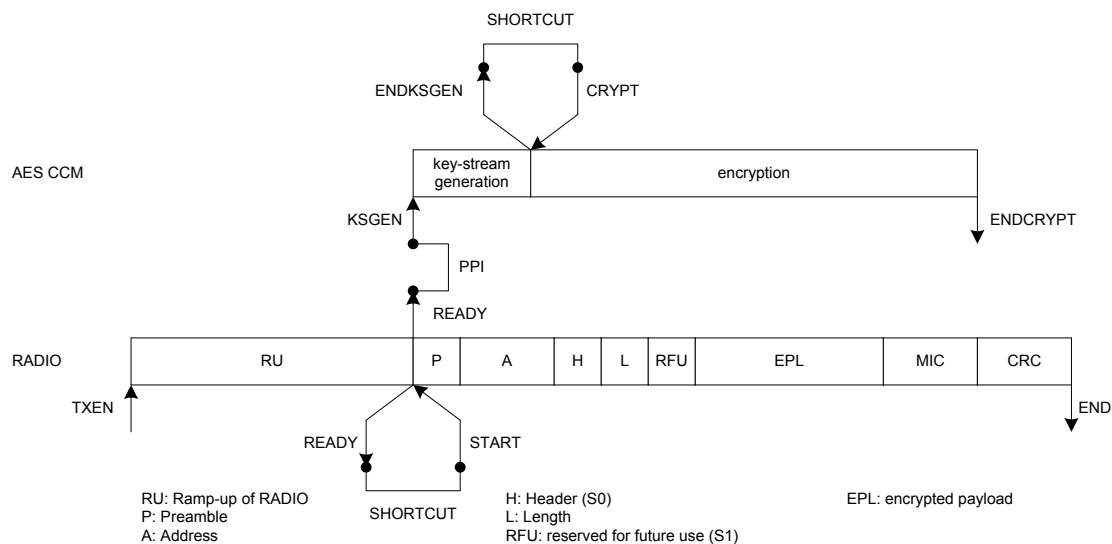 SHORTCUT
ENDKSGEN CRYPT
AES CCM
key-stream
generation
encryption
KSGEN
ENDCRYPT
PPI
READY
RADIO
RU P A H L RFU EPL MIC CRC
TXEN
END
READY START
SHORTCUT
RU: Ramp-up of RADIO
P: Preamble
A: Address
H: Header (S0)
L: Length
RFU: reserved for future use (S1)
EPL: encrypted payload